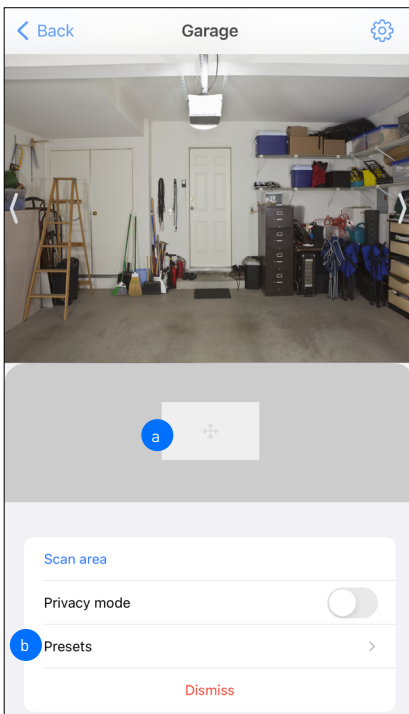 Back
Garage
a
Scan area
Privacy mode
b
Presets
Dismiss